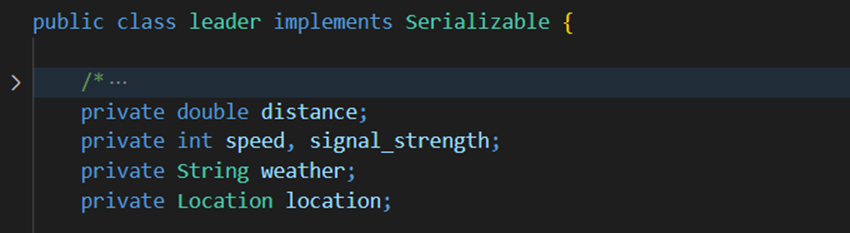 public class leader implements Serializable {
/*···
private double distance;
private int speed, signal_strength;
private String weather;
private Location location;